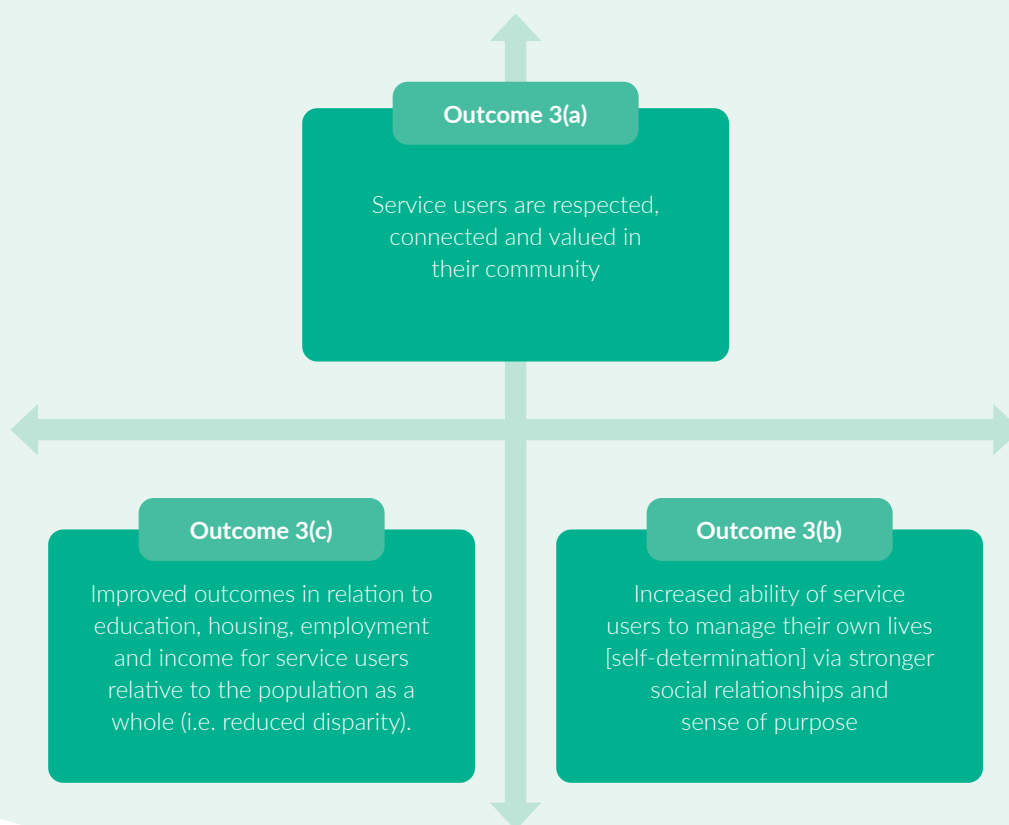 Outcome 3(a)
Service users are respected,
connected and valued in
their community
Outcome 3(c)
Improved outcomes in relation to
education, housing, employment
and income for service users
relative to the population as a
whole (i.e. reduced disparity).
Outcome 3(b)
Increased ability of service
users to manage their own lives
[self-determination] via stronger
social relationships and
sense of purpose